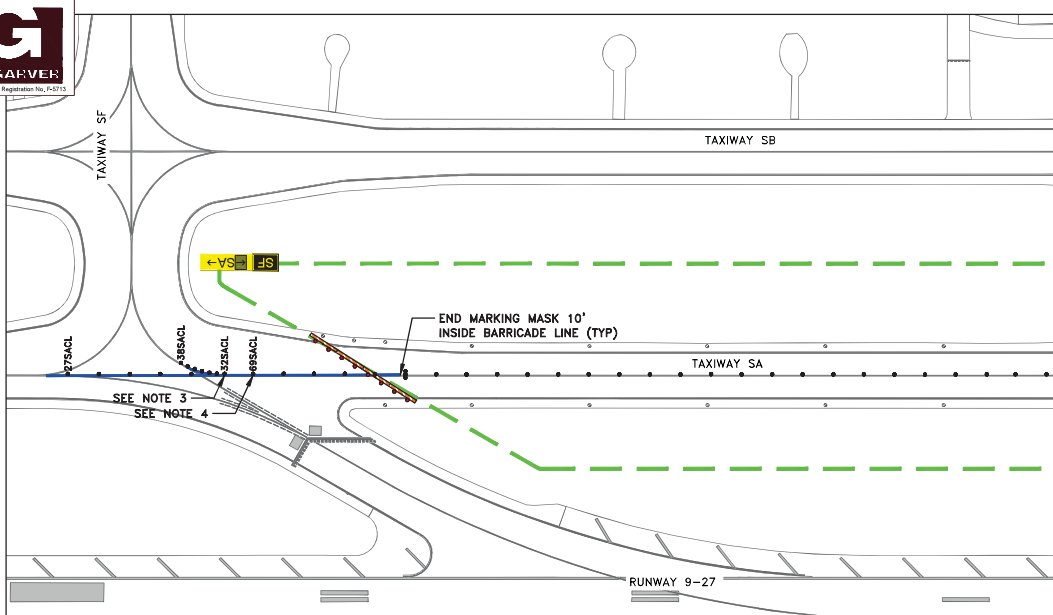 G
GARVER
Registration No. F-5713
TAXIWAY SF
TAXIWAY SB
←SA→ SF
END MARKING MASK 10'
INSIDE BARRICADE LINE (TYP)
27SACL
38SACL
32SACL
69SACL
TAXIWAY SA
SEE NOTE 3
SEE NOTE 4
RUNWAY 9-27